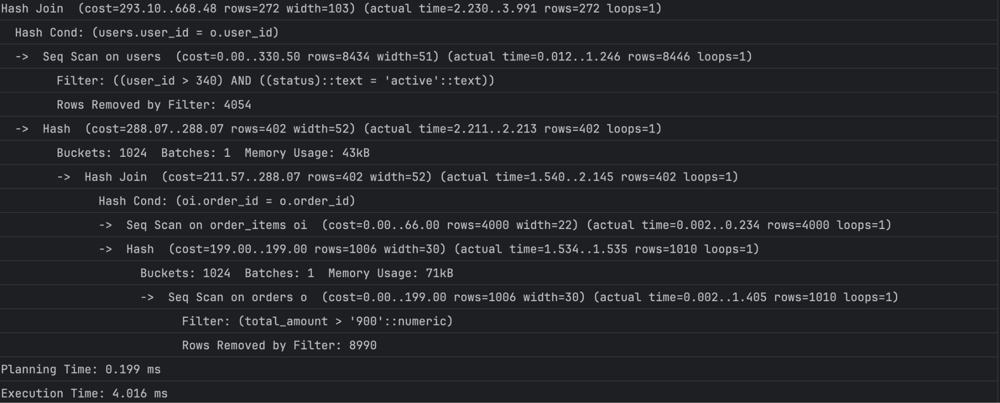 Hash Join  (cost=293.10..668.48 rows=272 width=103) (actual time=2.230..3.991 rows=272 loops=1)
  Hash Cond: (users.user_id = o.user_id)
  ->  Seq Scan on users  (cost=0.00..330.50 rows=8434 width=51) (actual time=0.012..1.246 rows=8446 loops=1)
        Filter: ((user_id > 340) AND ((status)::text = 'active'::text))
        Rows Removed by Filter: 4054
  ->  Hash  (cost=288.07..288.07 rows=402 width=52) (actual time=2.211..2.213 rows=402 loops=1)
        Buckets: 1024  Batches: 1  Memory Usage: 43kB
        ->  Hash Join  (cost=211.57..288.07 rows=402 width=52) (actual time=1.540..2.145 rows=402 loops=1)
              Hash Cond: (oi.order_id = o.order_id)
              ->  Seq Scan on order_items oi  (cost=0.00..66.00 rows=4000 width=22) (actual time=0.002..0.234 rows=4000 loops=1)
              ->  Hash  (cost=199.00..199.00 rows=1006 width=30) (actual time=1.534..1.535 rows=1010 loops=1)
                    Buckets: 1024  Batches: 1  Memory Usage: 71kB
                    ->  Seq Scan on orders o  (cost=0.00..199.00 rows=1006 width=30) (actual time=0.002..1.405 rows=1010 loops=1)
                          Filter: (total_amount > '900'::numeric)
                          Rows Removed by Filter: 8990
Planning Time: 0.199 ms
Execution Time: 4.016 ms